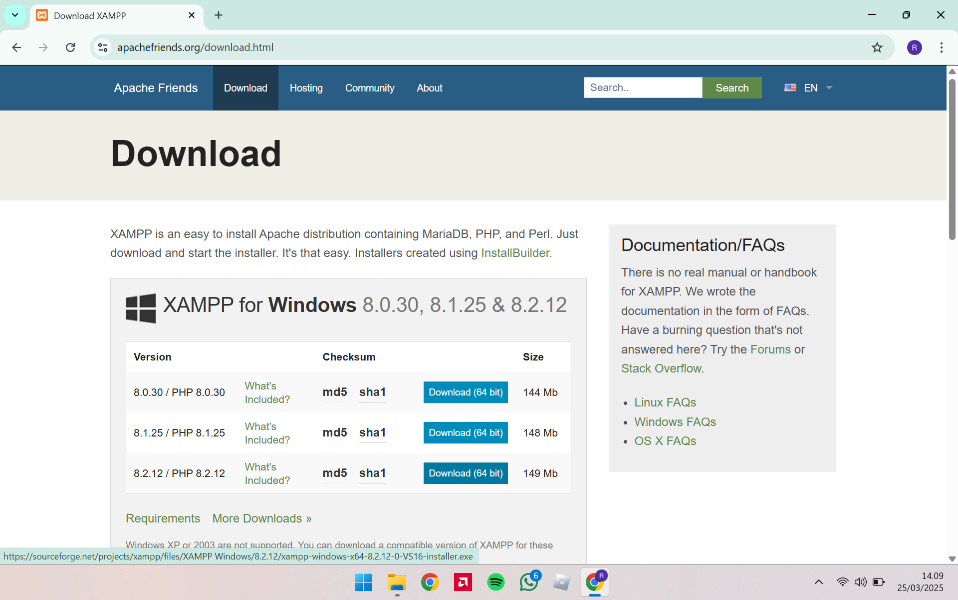 Download XAMPP
apachefriends.org/download.html
R
Apache Friends Download Hosting Community About Search.. Search EN
Download
XAMPP is an easy to install Apache distribution containing MariaDB, PHP, and Perl. Just
download and start the installer. It's that easy. Installers created using InstallBuilder.
XAMPP for Windows 8.0.30, 8.1.25 & 8.2.12
Version Checksum Size
8.0.30 / PHP 8.0.30 What's Included? md5 sha1 Download (64 bit) 144 Mb
8.1.25 / PHP 8.1.25 What's Included? md5 sha1 Download (64 bit) 148 Mb
8.2.12 / PHP 8.2.12 What's Included? md5 sha1 Download (64 bit) 149 Mb
Requirements More Downloads »
Windows XP or 2003 are not supported. You can download a compatible version of XAMPP for these
Documentation/FAQs
There is no real manual or handbook
for XAMPP. We wrote the
documentation in the form of FAQs.
Have a burning question that's not
answered here? Try the Forums or
Stack Overflow.
Linux FAQs
Windows FAQs
OS X FAQs
https://sourceforge.net/projects/xampp/files/XAMPP Windows/8.2.12/xampp-windows-x64-8.2.12-0-VS16-installer.exe
6
R
14.09
25/03/2025